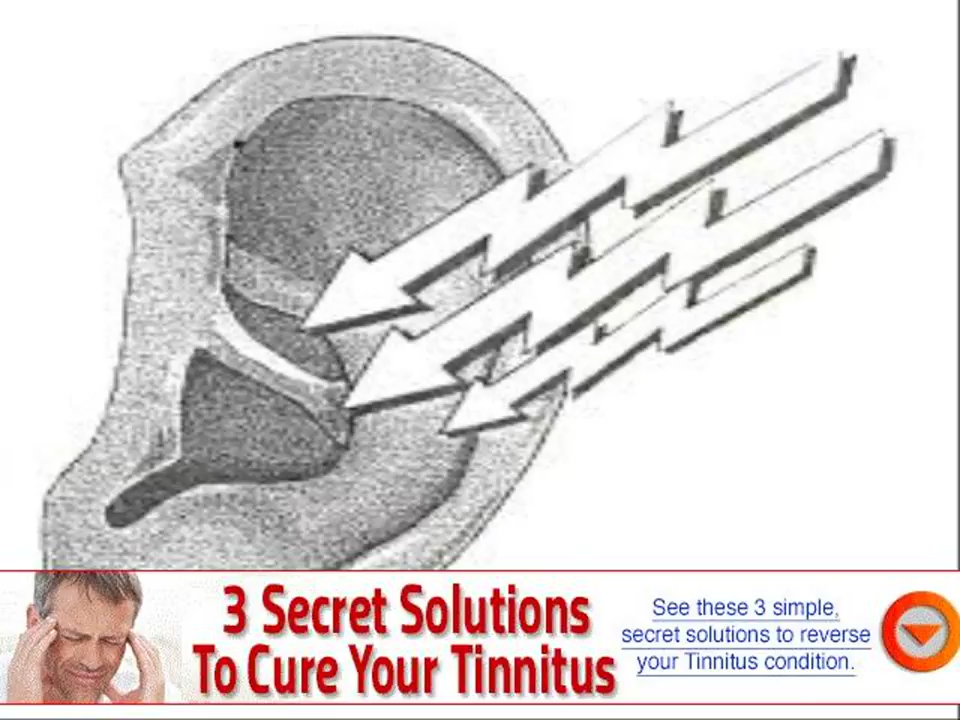 3 Secret Solutions
To Cure Your Tinnitus
See these 3 simple,
secret solutions to reverse
your Tinnitus condition.